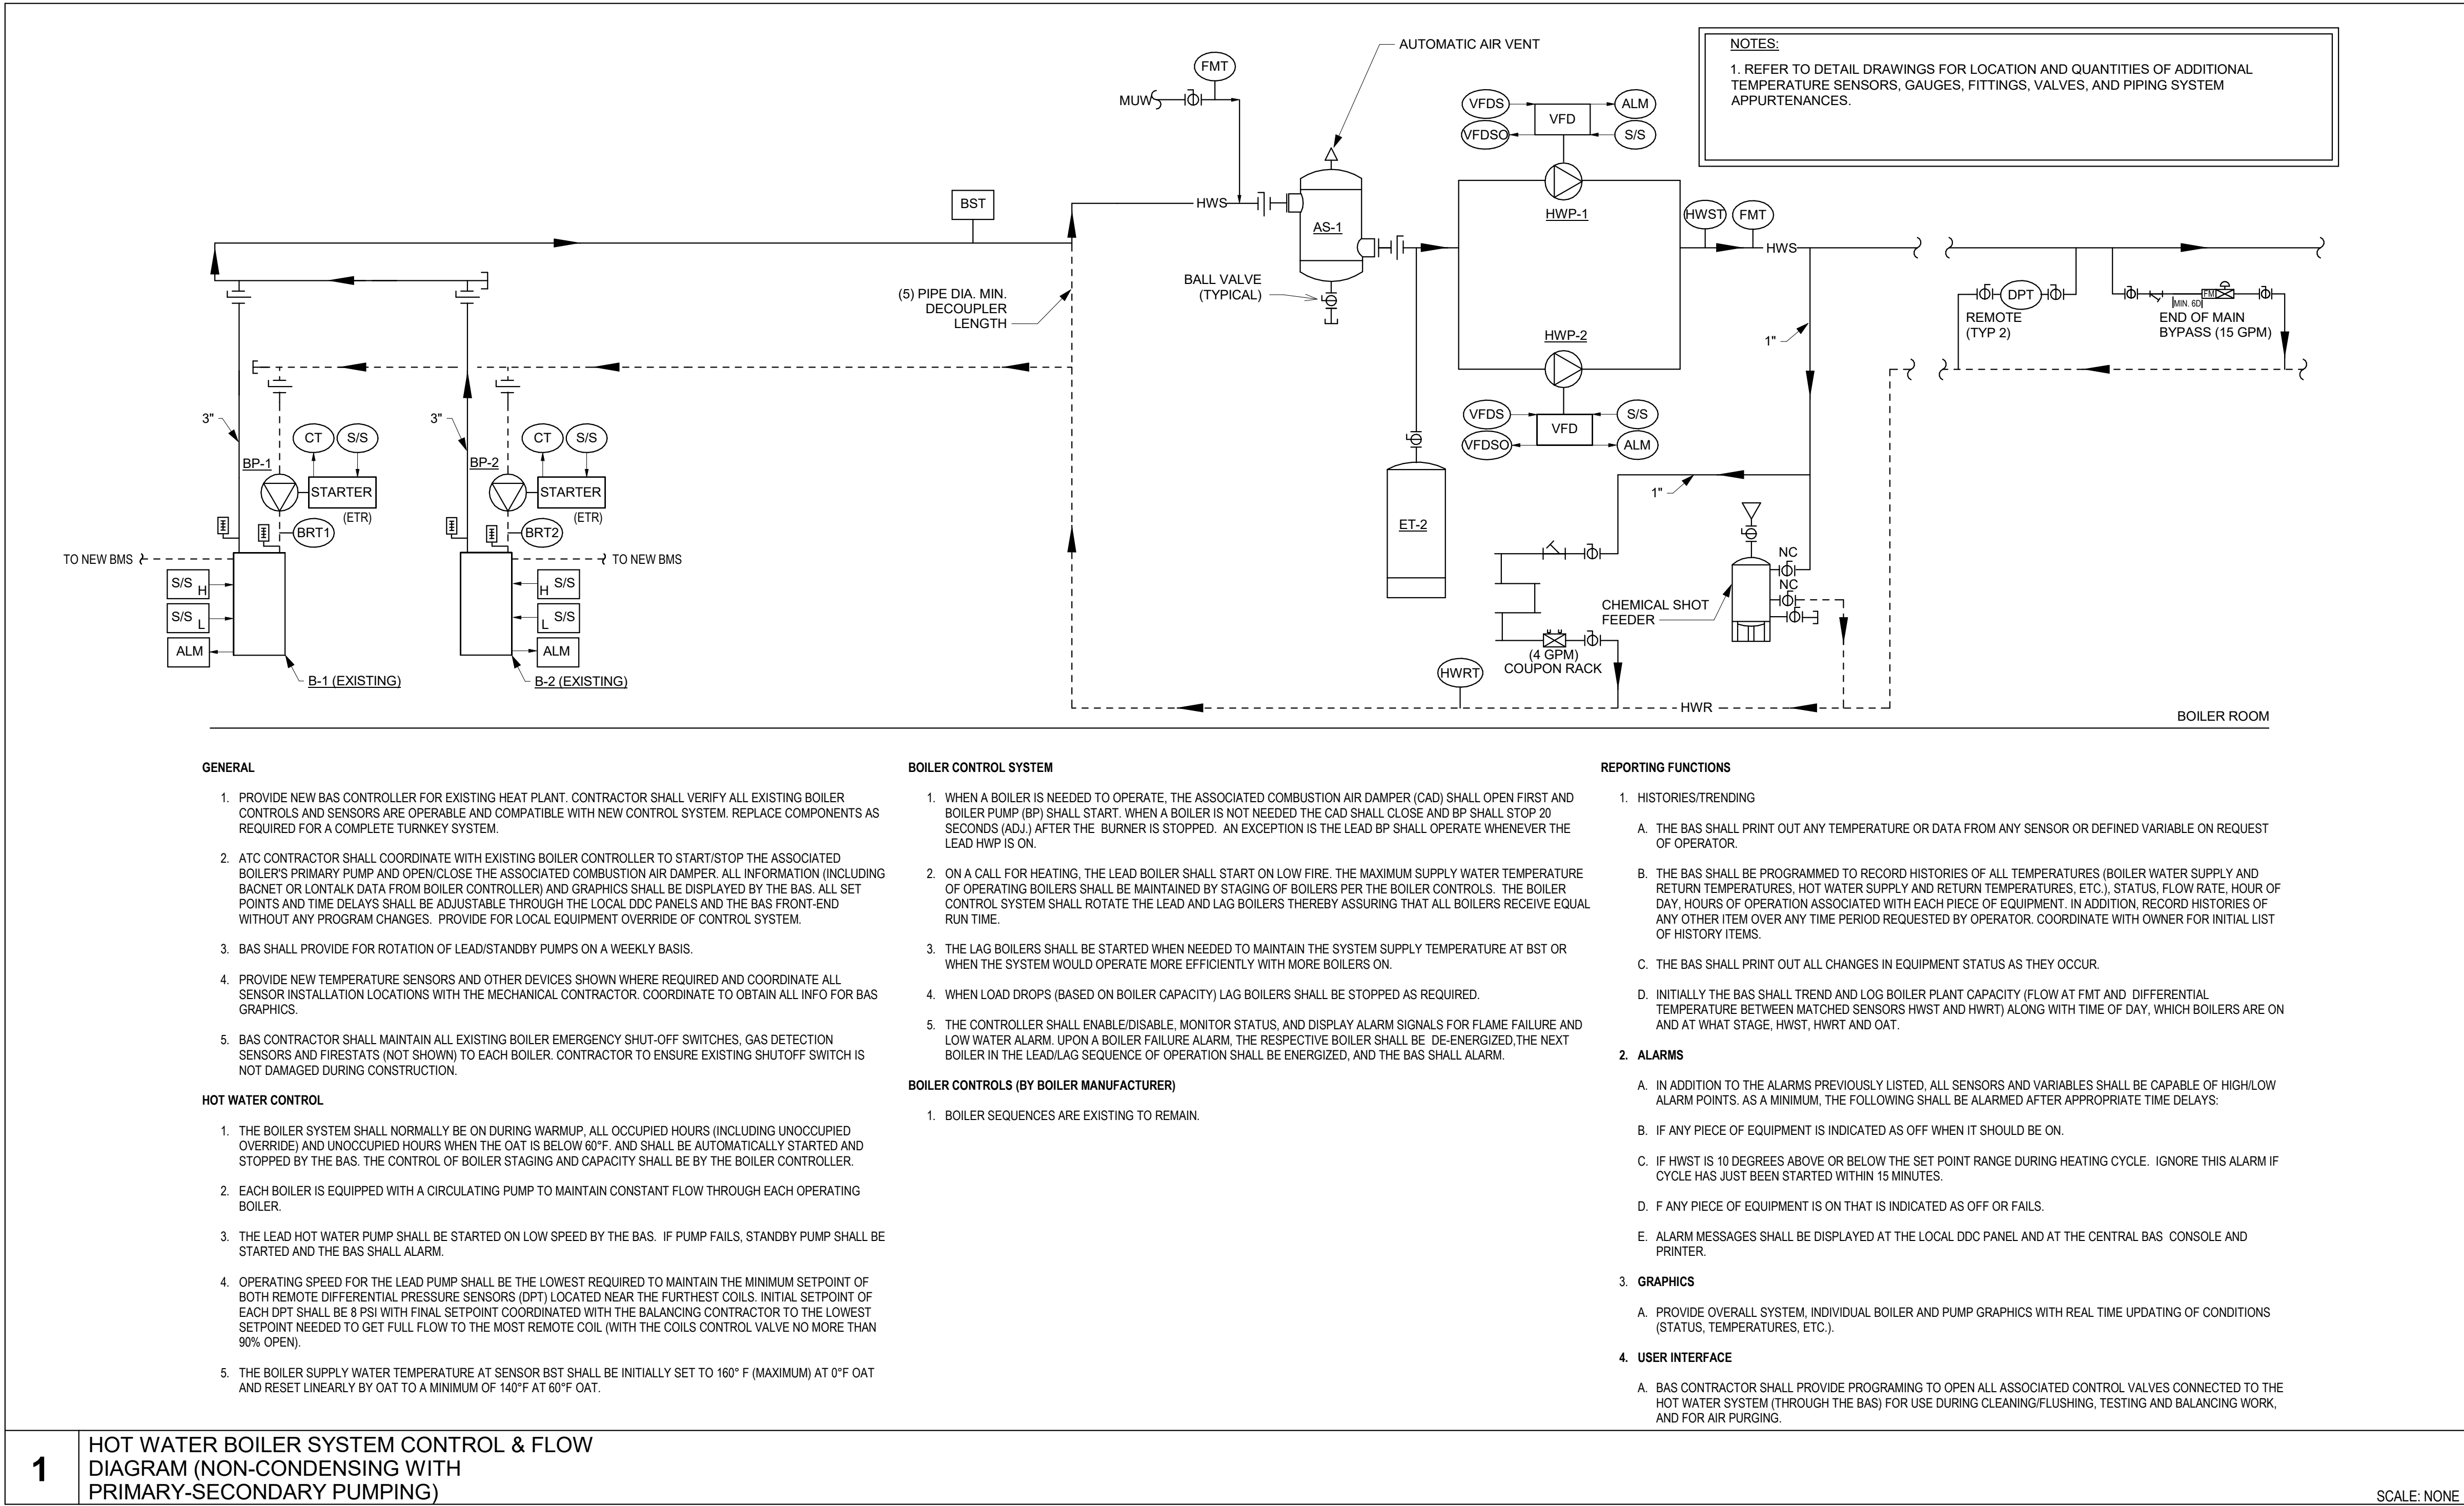 AUTOMATIC AIR VENT
FMT
MUW
NOTES:
1. REFER TO DETAIL DRAWINGS FOR LOCATION AND QUANTITIES OF ADDITIONAL
TEMPERATURE SENSORS, GAUGES, FITTINGS, VALVES, AND PIPING SYSTEM
APPURTENANCES.
VFDS
VFD
ALM
VFDSO
S/S
BST
HWS
AS-1
HWP-1
HWST
FMT
HWS
BALL VALVE
(TYPICAL)
(5) PIPE DIA. MIN.
DECOUPLER
LENGTH
DPT
REMOTE
(TYP 2)
MIN. 6D
FM
END OF MAIN
BYPASS (15 GPM)
HWP-2
1"
3"
CT
S/S
BP-1
STARTER
(ETR)
BRT1
3"
CT
S/S
BP-2
STARTER
(ETR)
BRT2
VFDS
VFD
S/S
VFDSO
ALM
1"
ET-2
TO NEW BMS
TO NEW BMS
S/S H
S/S L
ALM
H S/S
L S/S
ALM
B-1 (EXISTING)
B-2 (EXISTING)
NC
NC
CHEMICAL SHOT
FEEDER
(4 GPM)
COUPON RACK
HWRT
HWR
BOILER ROOM
GENERAL
1. PROVIDE NEW BAS CONTROLLER FOR EXISTING HEAT PLANT. CONTRACTOR SHALL VERIFY ALL EXISTING BOILER
CONTROLS AND SENSORS ARE OPERABLE AND COMPATIBLE WITH NEW CONTROL SYSTEM. REPLACE COMPONENTS AS
REQUIRED FOR A COMPLETE TURNKEY SYSTEM.
2. ATC CONTRACTOR SHALL COORDINATE WITH EXISTING BOILER CONTROLLER TO START/STOP THE ASSOCIATED
BOILER'S PRIMARY PUMP AND OPEN/CLOSE THE ASSOCIATED COMBUSTION AIR DAMPER. ALL INFORMATION (INCLUDING
BACNET OR LONTALK DATA FROM BOILER CONTROLLER) AND GRAPHICS SHALL BE DISPLAYED BY THE BAS. ALL SET
POINTS AND TIME DELAYS SHALL BE ADJUSTABLE THROUGH THE LOCAL DDC PANELS AND THE BAS FRONT-END
WITHOUT ANY PROGRAM CHANGES. PROVIDE FOR LOCAL EQUIPMENT OVERRIDE OF CONTROL SYSTEM.
3. BAS SHALL PROVIDE FOR ROTATION OF LEAD/STANDBY PUMPS ON A WEEKLY BASIS.
4. PROVIDE NEW TEMPERATURE SENSORS AND OTHER DEVICES SHOWN WHERE REQUIRED AND COORDINATE ALL
SENSOR INSTALLATION LOCATIONS WITH THE MECHANICAL CONTRACTOR. COORDINATE TO OBTAIN ALL INFO FOR BAS
GRAPHICS.
5. BAS CONTRACTOR SHALL MAINTAIN ALL EXISTING BOILER EMERGENCY SHUT-OFF SWITCHES, GAS DETECTION
SENSORS AND FIRESTATS (NOT SHOWN) TO EACH BOILER. CONTRACTOR TO ENSURE EXISTING SHUTOFF SWITCH IS
NOT DAMAGED DURING CONSTRUCTION.
HOT WATER CONTROL
1. THE BOILER SYSTEM SHALL NORMALLY BE ON DURING WARMUP, ALL OCCUPIED HOURS (INCLUDING UNOCCUPIED
OVERRIDE) AND UNOCCUPIED HOURS WHEN THE OAT IS BELOW 60°F. AND SHALL BE AUTOMATICALLY STARTED AND
STOPPED BY THE BAS. THE CONTROL OF BOILER STAGING AND CAPACITY SHALL BE BY THE BOILER CONTROLLER.
2. EACH BOILER IS EQUIPPED WITH A CIRCULATING PUMP TO MAINTAIN CONSTANT FLOW THROUGH EACH OPERATING
BOILER.
3. THE LEAD HOT WATER PUMP SHALL BE STARTED ON LOW SPEED BY THE BAS. IF PUMP FAILS, STANDBY PUMP SHALL BE
STARTED AND THE BAS SHALL ALARM.
4. OPERATING SPEED FOR THE LEAD PUMP SHALL BE THE LOWEST REQUIRED TO MAINTAIN THE MINIMUM SETPOINT OF
BOTH REMOTE DIFFERENTIAL PRESSURE SENSORS (DPT) LOCATED NEAR THE FURTHEST COILS. INITIAL SETPOINT OF
EACH DPT SHALL BE 8 PSI WITH FINAL SETPOINT COORDINATED WITH THE BALANCING CONTRACTOR TO THE LOWEST
SETPOINT NEEDED TO GET FULL FLOW TO THE MOST REMOTE COIL (WITH THE COILS CONTROL VALVE NO MORE THAN
90% OPEN).
5. THE BOILER SUPPLY WATER TEMPERATURE AT SENSOR BST SHALL BE INITIALLY SET TO 160° F (MAXIMUM) AT 0°F OAT
AND RESET LINEARLY BY OAT TO A MINIMUM OF 140°F AT 60°F OAT.
BOILER CONTROL SYSTEM
1. WHEN A BOILER IS NEEDED TO OPERATE, THE ASSOCIATED COMBUSTION AIR DAMPER (CAD) SHALL OPEN FIRST AND
BOILER PUMP (BP) SHALL START. WHEN A BOILER IS NOT NEEDED THE CAD SHALL CLOSE AND BP SHALL STOP 20
SECONDS (ADJ.) AFTER THE BURNER IS STOPPED. AN EXCEPTION IS THE LEAD BP SHALL OPERATE WHENEVER THE
LEAD HWP IS ON.
2. ON A CALL FOR HEATING, THE LEAD BOILER SHALL START ON LOW FIRE. THE MAXIMUM SUPPLY WATER TEMPERATURE
OF OPERATING BOILERS SHALL BE MAINTAINED BY STAGING OF BOILERS PER THE BOILER CONTROLS. THE BOILER
CONTROL SYSTEM SHALL ROTATE THE LEAD AND LAG BOILERS THEREBY ASSURING THAT ALL BOILERS RECEIVE EQUAL
RUN TIME.
3. THE LAG BOILERS SHALL BE STARTED WHEN NEEDED TO MAINTAIN THE SYSTEM SUPPLY TEMPERATURE AT BST OR
WHEN THE SYSTEM WOULD OPERATE MORE EFFICIENTLY WITH MORE BOILERS ON.
4. WHEN LOAD DROPS (BASED ON BOILER CAPACITY) LAG BOILERS SHALL BE STOPPED AS REQUIRED.
5. THE CONTROLLER SHALL ENABLE/DISABLE, MONITOR STATUS, AND DISPLAY ALARM SIGNALS FOR FLAME FAILURE AND
LOW WATER ALARM. UPON A BOILER FAILURE ALARM, THE RESPECTIVE BOILER SHALL BE DE-ENERGIZED,THE NEXT
BOILER IN THE LEAD/LAG SEQUENCE OF OPERATION SHALL BE ENERGIZED, AND THE BAS SHALL ALARM.
BOILER CONTROLS (BY BOILER MANUFACTURER)
1. BOILER SEQUENCES ARE EXISTING TO REMAIN.
REPORTING FUNCTIONS
1. HISTORIES/TRENDING
A. THE BAS SHALL PRINT OUT ANY TEMPERATURE OR DATA FROM ANY SENSOR OR DEFINED VARIABLE ON REQUEST
OF OPERATOR.
B. THE BAS SHALL BE PROGRAMMED TO RECORD HISTORIES OF ALL TEMPERATURES (BOILER WATER SUPPLY AND
RETURN TEMPERATURES, HOT WATER SUPPLY AND RETURN TEMPERATURES, ETC.), STATUS, FLOW RATE, HOUR OF
DAY, HOURS OF OPERATION ASSOCIATED WITH EACH PIECE OF EQUIPMENT. IN ADDITION, RECORD HISTORIES OF
ANY OTHER ITEM OVER ANY TIME PERIOD REQUESTED BY OPERATOR. COORDINATE WITH OWNER FOR INITIAL LIST
OF HISTORY ITEMS.
C. THE BAS SHALL PRINT OUT ALL CHANGES IN EQUIPMENT STATUS AS THEY OCCUR.
D. INITIALLY THE BAS SHALL TREND AND LOG BOILER PLANT CAPACITY (FLOW AT FMT AND DIFFERENTIAL
TEMPERATURE BETWEEN MATCHED SENSORS HWST AND HWRT) ALONG WITH TIME OF DAY, WHICH BOILERS ARE ON
AND AT WHAT STAGE, HWST, HWRT AND OAT.
2. ALARMS
A. IN ADDITION TO THE ALARMS PREVIOUSLY LISTED, ALL SENSORS AND VARIABLES SHALL BE CAPABLE OF HIGH/LOW
ALARM POINTS. AS A MINIMUM, THE FOLLOWING SHALL BE ALARMED AFTER APPROPRIATE TIME DELAYS:
B. IF ANY PIECE OF EQUIPMENT IS INDICATED AS OFF WHEN IT SHOULD BE ON.
C. IF HWST IS 10 DEGREES ABOVE OR BELOW THE SET POINT RANGE DURING HEATING CYCLE. IGNORE THIS ALARM IF
CYCLE HAS JUST BEEN STARTED WITHIN 15 MINUTES.
D. F ANY PIECE OF EQUIPMENT IS ON THAT IS INDICATED AS OFF OR FAILS.
E. ALARM MESSAGES SHALL BE DISPLAYED AT THE LOCAL DDC PANEL AND AT THE CENTRAL BAS CONSOLE AND
PRINTER.
3. GRAPHICS
A. PROVIDE OVERALL SYSTEM, INDIVIDUAL BOILER AND PUMP GRAPHICS WITH REAL TIME UPDATING OF CONDITIONS
(STATUS, TEMPERATURES, ETC.).
4. USER INTERFACE
A. BAS CONTRACTOR SHALL PROVIDE PROGRAMING TO OPEN ALL ASSOCIATED CONTROL VALVES CONNECTED TO THE
HOT WATER SYSTEM (THROUGH THE BAS) FOR USE DURING CLEANING/FLUSHING, TESTING AND BALANCING WORK,
AND FOR AIR PURGING.
1
HOT WATER BOILER SYSTEM CONTROL & FLOW
DIAGRAM (NON-CONDENSING WITH
PRIMARY-SECONDARY PUMPING)
SCALE: NONE